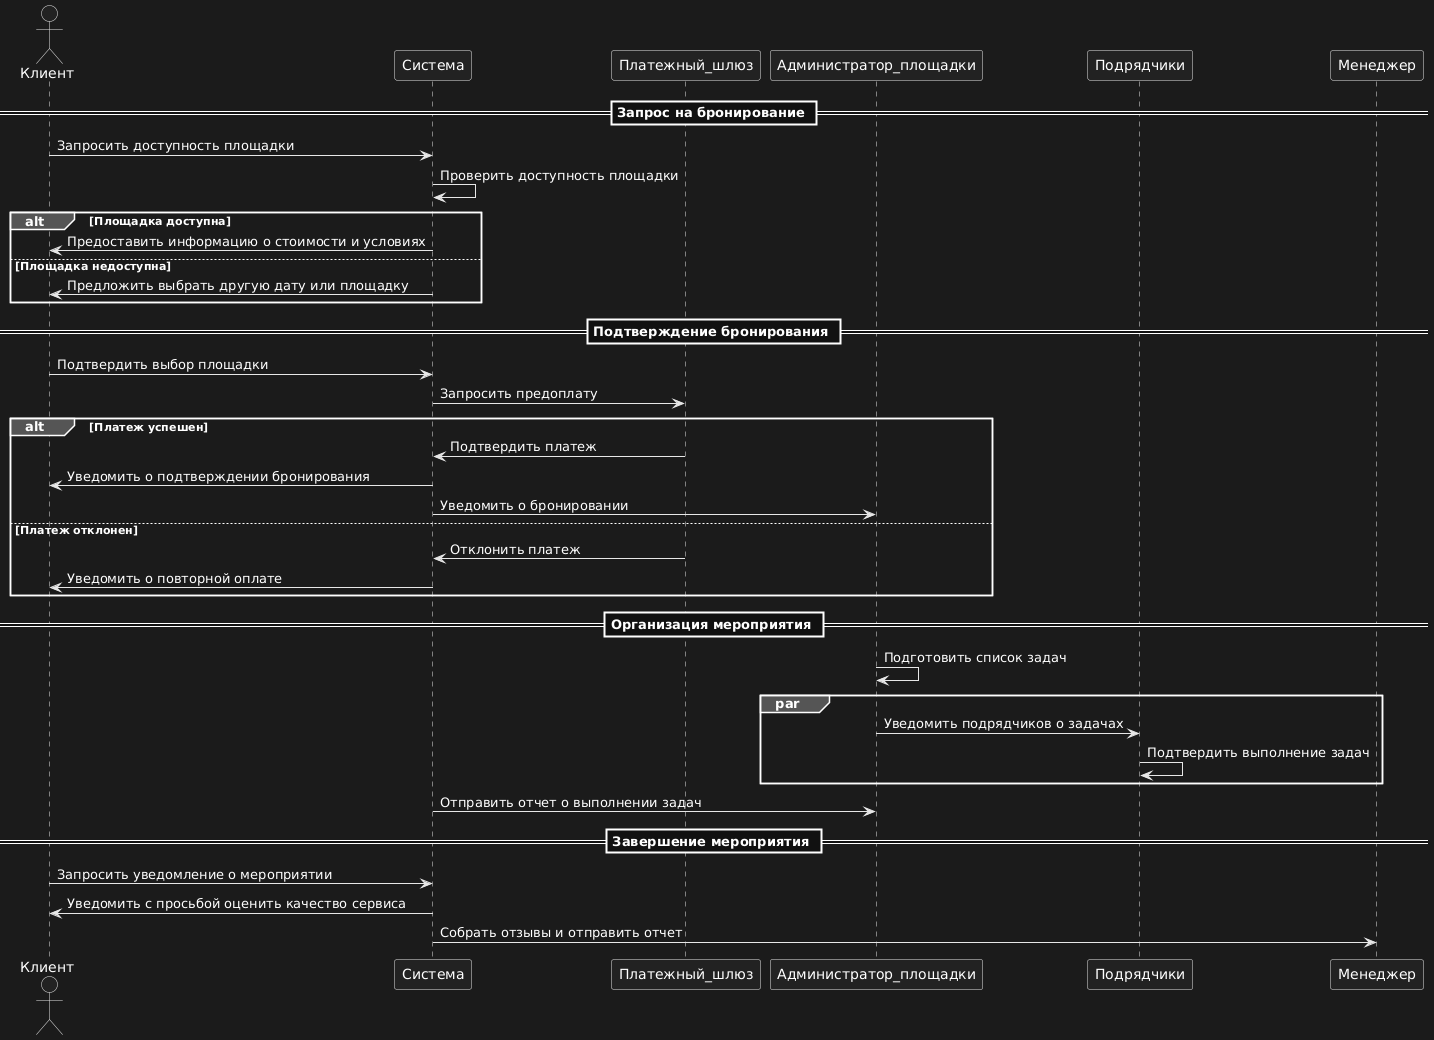 Клиент
Система
Платежный_шлюз
Администратор_площадки
Подрядчики
Менеджер
Запрос на бронирование
Запросить доступность площадки
Проверить доступность площадки
alt [Площадка доступна]
Предоставить информацию о стоимости и условиях
[Площадка недоступна]
Предложить выбрать другую дату или площадку
Подтверждение бронирования
Подтвердить выбор площадки
Запросить предоплату
alt [Платеж успешен]
Подтвердить платеж
Уведомить о подтверждении бронирования
Уведомить о бронировании
[Платеж отклонен]
Отклонить платеж
Уведомить о повторной оплате
Организация мероприятия
Подготовить список задач
par
Уведомить подрядчиков о задачах
Подтвердить выполнение задач
Отправить отчет о выполнении задач
Завершение мероприятия
Запросить уведомление о мероприятии
Уведомить с просьбой оценить качество сервиса
Собрать отзывы и отправить отчет
Клиент
Система
Платежный_шлюз
Администратор_площадки
Подрядчики
Менеджер